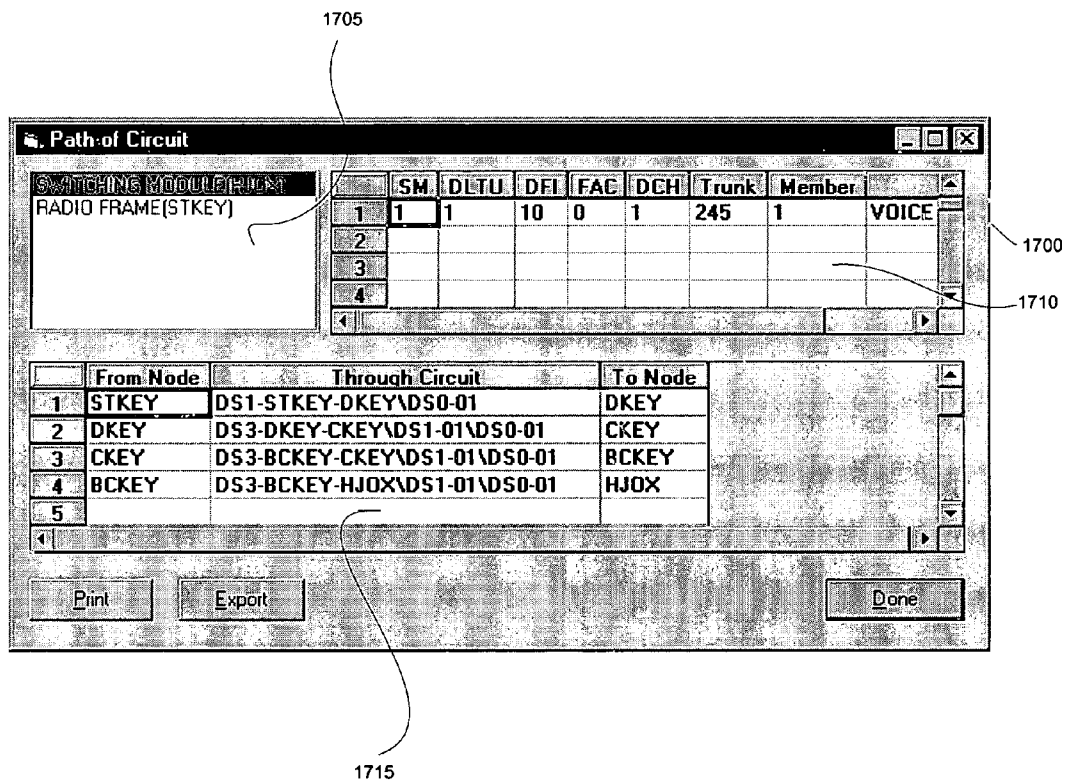 1705
Path of Circuit
SWITCHING MODULE(HJOX)
RADIO FRAME(STKEY)
SM DLTU DFI FAC DCH Trunk Member
1 1 1 10 0 1 245 1 VOICE
2
3
4
1700
1710
From Node Through Circuit To Node
1 STKEY DS1-STKEY-DKEY\DS0-01 DKEY
2 DKEY DS3-DKEY-CKEY\DS1-01\DS0-01 CKEY
3 CKEY DS3-BCKEY-CKEY\DS1-01\DS0-01 BCKEY
4 BCKEY DS3-BCKEY-HJOX\DS1-01\DS0-01 HJOX
5
Print Export Done
1715